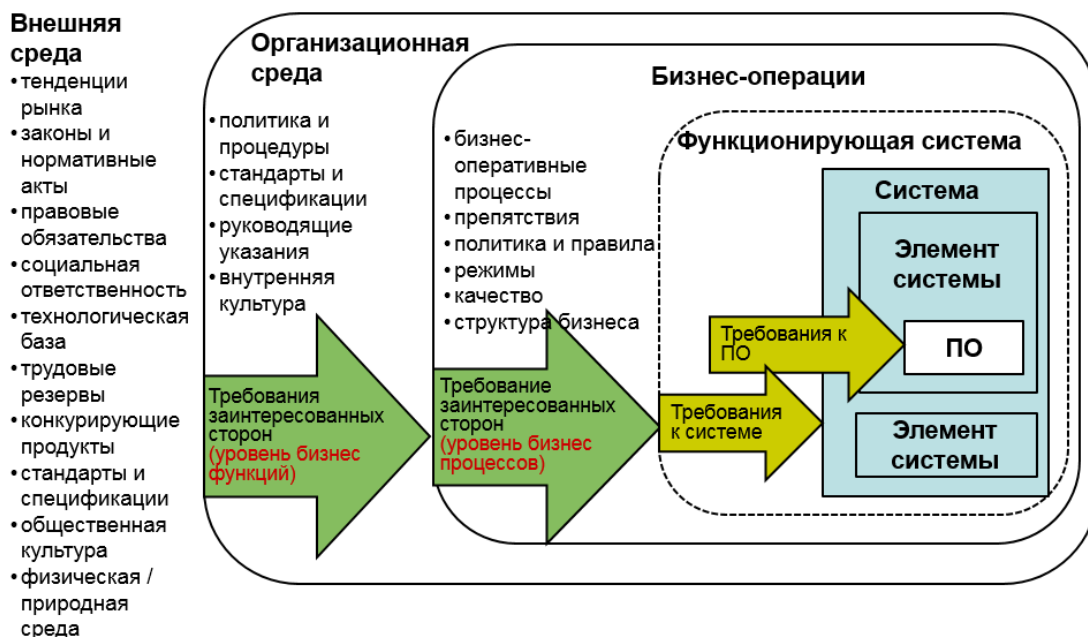 Внешняя
среда
• тенденции
рынка
• законы и
нормативные
акты
• правовые
обязательства
• социальная
ответственность
• технологическая
база
• трудовые
резервы
• конкурирующие
продукты
• стандарты и
спецификации
• общественная
культура
• физическая /
природная
среда
Организационная
среда
• политика и
процедуры
• стандарты и
спецификации
• руководящие
указания
• внутренняя
культура
Требования
заинтересованных
сторон
(уровень бизнес
функций)
Бизнес-операции
• бизнес-
оперативные
процессы
• препятствия
• политика и правила
• режимы
• качество
• структура бизнеса
Требование
заинтересованных
сторон
(уровень бизнес
процессов)
Функционирующая система
Требования к
ПО
Требования
к системе
Система
Элемент
системы
ПО
Элемент
системы